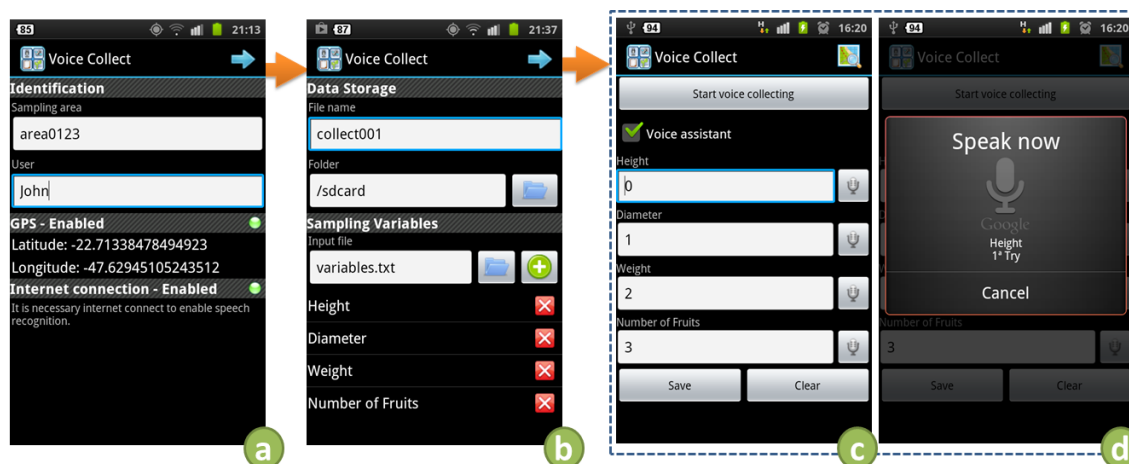 85
21:13
Voice Collect
Identification
Sampling area
area0123
User
John
GPS - Enabled
Latitude: -22.71338478494923
Longitude: -47.62945105243512
Internet connection - Enabled
It is necessary internet connect to enable speech
recognition.
a
87
21:37
Voice Collect
Data Storage
File name
collect001
Folder
/sdcard
Sampling Variables
Input file
variables.txt
Height
Diameter
Weight
Number of Fruits
b
94
H
16:20
Voice Collect
Start voice collecting
Voice assistant
Height
0
Diameter
1
Weight
2
Number of Fruits
3
Save
Clear
c
94
H
16:20
Voice Collect
Start voice collecting
Speak now
Google
Height
1ª Try
Cancel
Number of Fruits
3
Save
Clear
d